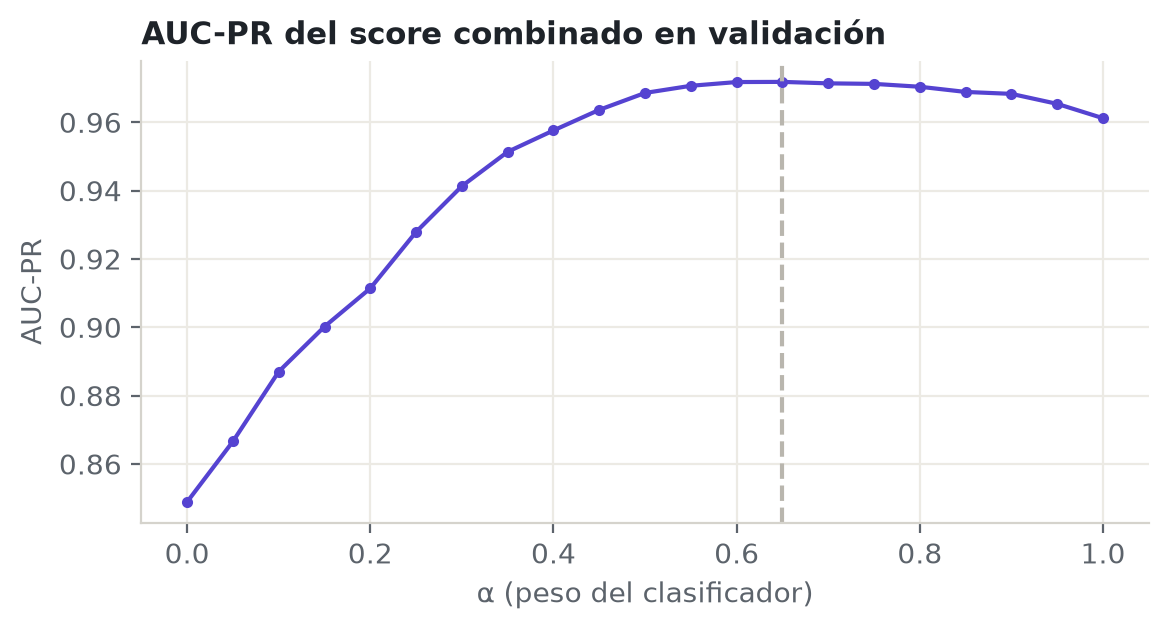 AUC-PR del score combinado en validación
AUC-PR
0.96
0.94
0.92
0.90
0.88
0.86
0.0 0.2 0.4 0.6 0.8 1.0
α (peso del clasificador)